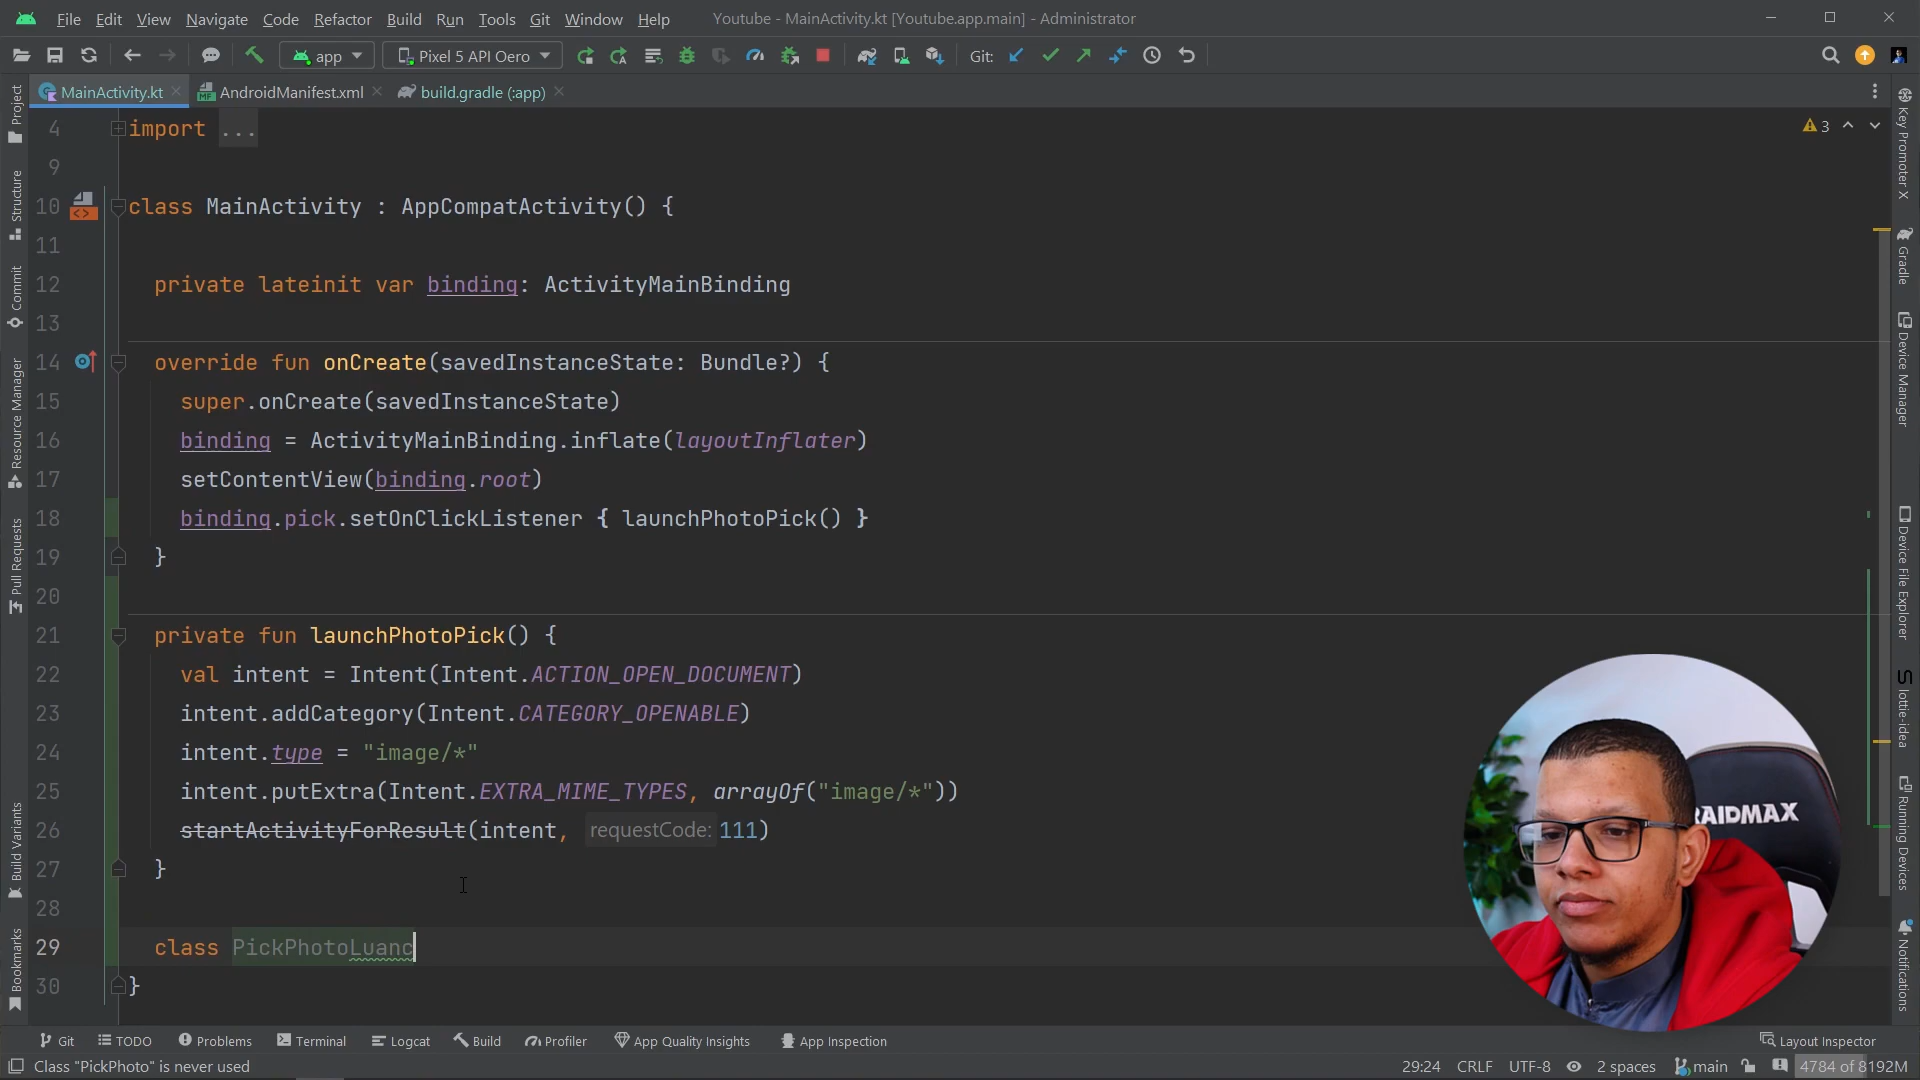 File Edit View Navigate Code Refactor Build Run Tools Git Window Help Youtube - MainActivity.kt [Youtube.app.main] - Administrator
app Pixel 5 API Oero Git:
MainActivity.kt AndroidManifest.xml build.gradle (:app)
4 import ...
3
9
10 class MainActivity : AppCompatActivity() {
11
12 private lateinit var binding: ActivityMainBinding
13
14 override fun onCreate(savedInstanceState: Bundle?) {
15 super.onCreate(savedInstanceState)
16 binding = ActivityMainBinding.inflate(layoutInflater)
17 setContentView(binding.root)
18 binding.pick.setOnClickListener { launchPhotoPick() }
19 }
20
21 private fun launchPhotoPick() {
22 val intent = Intent(Intent.ACTION_OPEN_DOCUMENT)
23 intent.addCategory(Intent.CATEGORY_OPENABLE)
24 intent.type = "image/*"
25 intent.putExtra(Intent.EXTRA_MIME_TYPES, arrayOf("image/*"))
26 startActivityForResult(intent, requestCode: 111)
27 }
28
29 class PickPhotoLuanc
30 }
Project
Structure
Commit
Resource Manager
Pull Requests
Build Variants
Bookmarks
Key Promoter X
Gradle
Device Manager
Device File Explorer
lottie-idea
Running Devices
Notifications
RAIDMAX
Git TODO Problems Terminal Logcat Build Profiler App Quality Insights App Inspection Layout Inspector
Class "PickPhoto" is never used 29:24 CRLF UTF-8 2 spaces main 4784 of 8192M